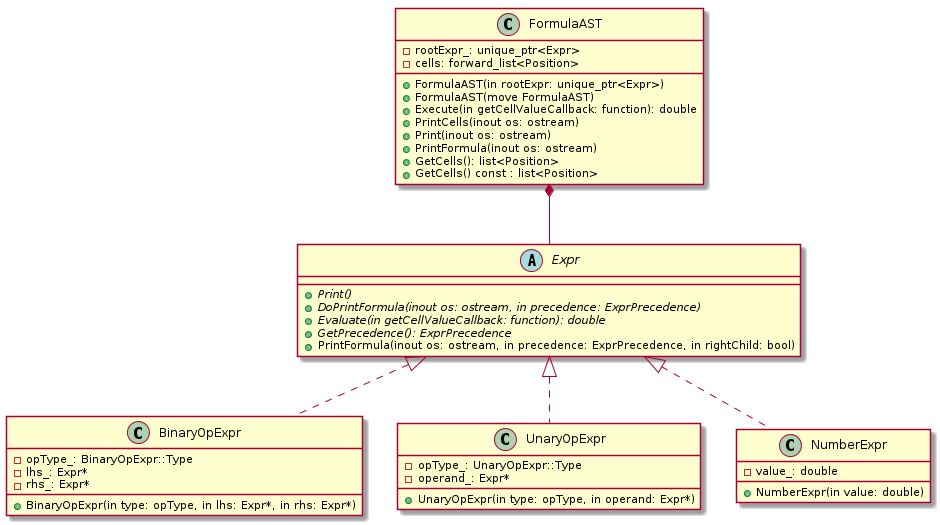 C FormulaAST
rootExpr_: unique_ptr<Expr>
cells: forward_list<Position>
FormulaAST(in rootExpr: unique_ptr<Expr>)
FormulaAST(move FormulaAST)
Execute(in getCellValueCallback: function): double
PrintCells(inout os: ostream)
Print(inout os: ostream)
PrintFormula(inout os: ostream)
GetCells(): list<Position>
GetCells() const : list<Position>
A Expr
Print()
DoPrintFormula(inout os: ostream, in precedence: ExprPrecedence)
Evaluate(in getCellValueCallback: function): double
GetPrecedence(): ExprPrecedence
PrintFormula(inout os: ostream, in precedence: ExprPrecedence, in rightChild: bool)
C BinaryOpExpr
opType_: BinaryOpExpr::Type
lhs_: Expr*
rhs_: Expr*
BinaryOpExpr(in type: opType, in lhs: Expr*, in rhs: Expr*)
C UnaryOpExpr
opType_: UnaryOpExpr::Type
operand_: Expr*
UnaryOpExpr(in type: opType, in operand: Expr*)
C NumberExpr
value_: double
NumberExpr(in value: double)